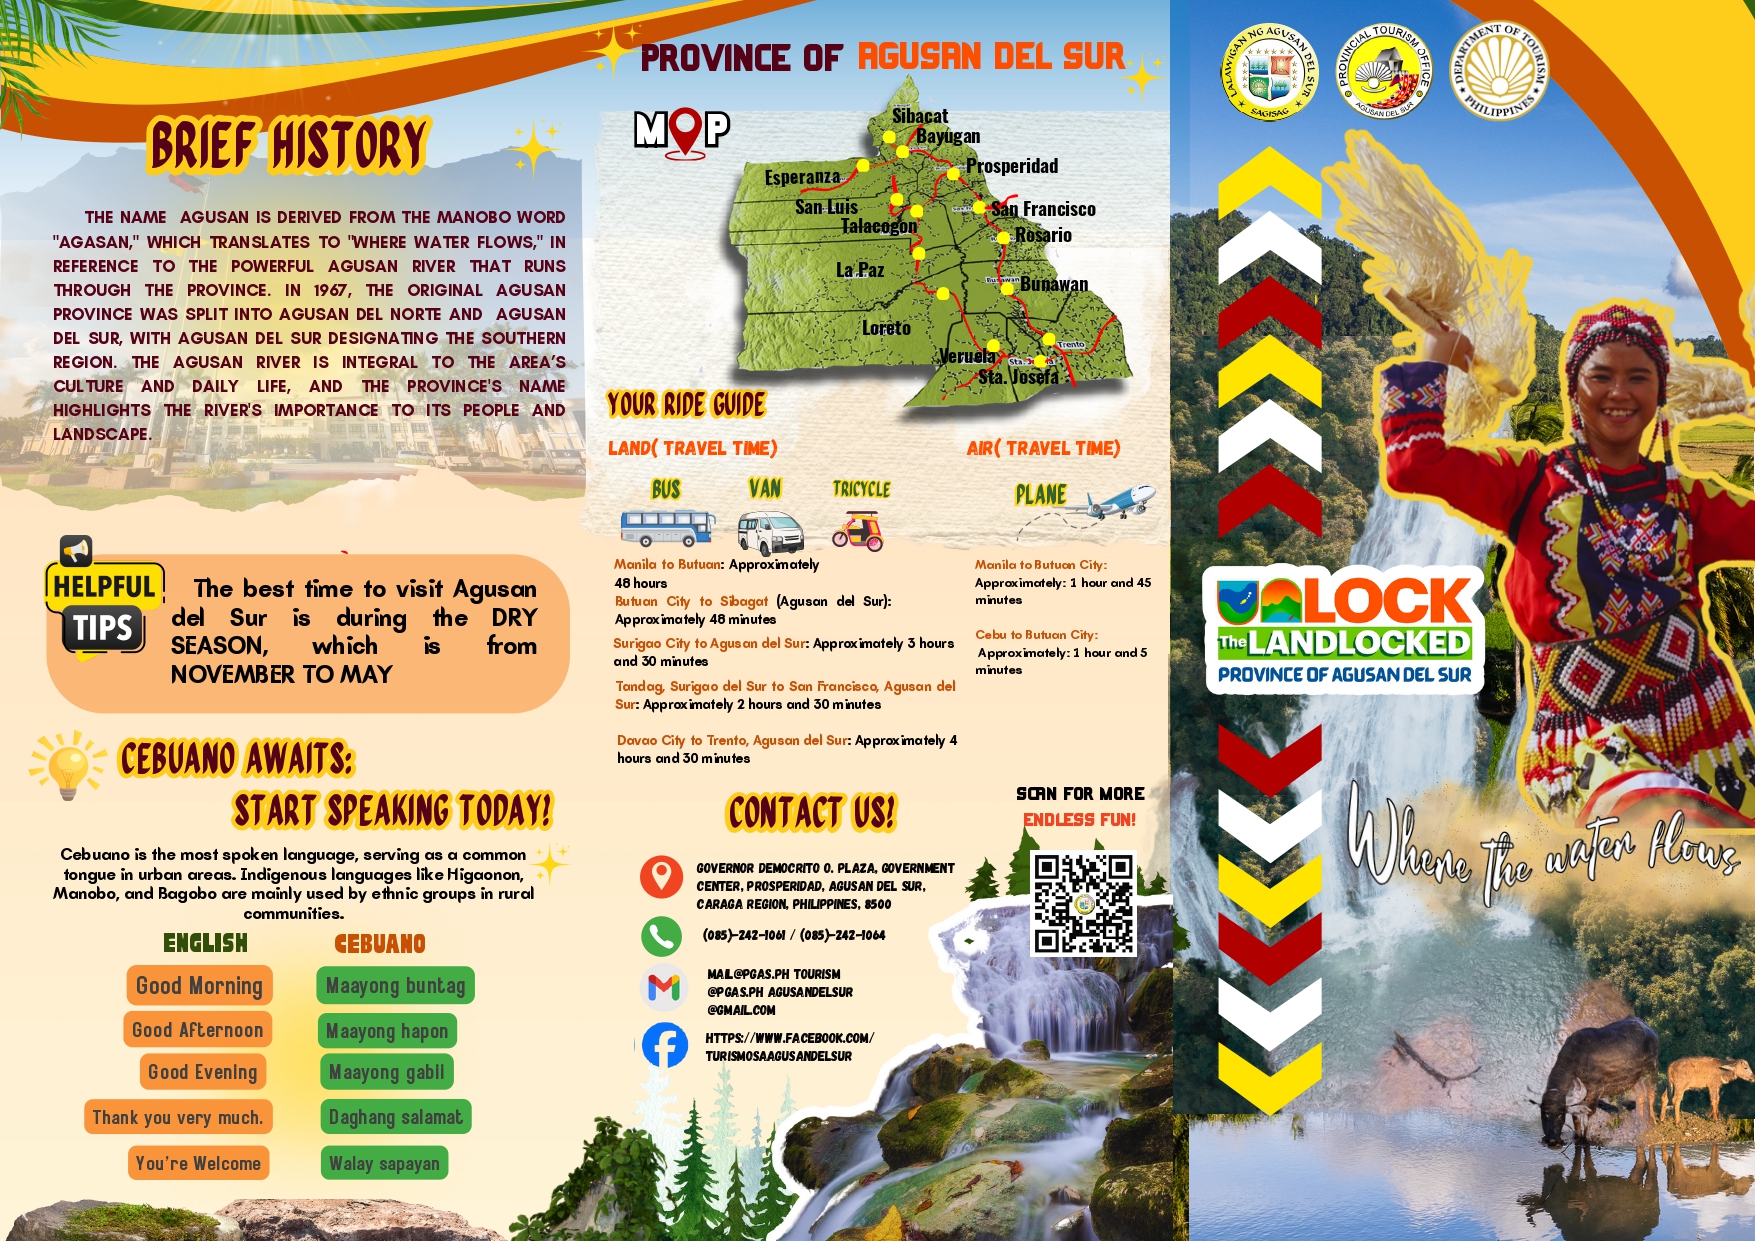 BRIEF HISTORY
THE NAME AGUSAN IS DERIVED FROM THE MANOBO WORD
"AGASAN," WHICH TRANSLATES TO "WHERE WATER FLOWS," IN
REFERENCE TO THE POWERFUL AGUSAN RIVER THAT RUNS
THROUGH THE PROVINCE. IN 1967, THE ORIGINAL AGUSAN
PROVINCE WAS SPLIT INTO AGUSAN DEL NORTE AND AGUSAN
DEL SUR, WITH AGUSAN DEL SUR DESIGNATING THE SOUTHERN
REGION. THE AGUSAN RIVER IS INTEGRAL TO THE AREA'S
CULTURE AND DAILY LIFE, AND THE PROVINCE'S NAME
HIGHLIGHTS THE RIVER'S IMPORTANCE TO ITS PEOPLE AND
LANDSCAPE.
HELPFUL
TIPS
The best time to visit Agusan
del Sur is during the DRY
SEASON, which is from
NOVEMBER TO MAY
CEBUANO AWAITS:
START SPEAKING TODAY!
Cebuano is the most spoken language, serving as a common
tongue in urban areas. Indigenous languages like Higaonon,
Manobo, and Bagobo are mainly used by ethnic groups in rural
communities.
ENGLISH CEBUANO
Good Morning Maayong buntag
Good Afternoon Maayong hapon
Good Evening Maayong gabii
Thank you very much. Daghang salamat
You're Welcome Walay sapayan
PROVINCE OF AGUSAN DEL SUR
MAP
Sibacat
Bayugan
Prosperidad
Esperanza
San Luis
San Francisco
Talacogon
Rosario
La Paz
Bunawan
Loreto
Trento
Veruela
Sta. Josefa
YOUR RIDE GUIDE
LAND( TRAVEL TIME)
BUS VAN TRICYCLE
Manila to Butuan: Approximately
48 hours
Butuan City to Sibagat (Agusan del Sur):
Approximately 48 minutes
Surigao City to Agusan del Sur: Approximately 3 hours
and 30 minutes
Tandag, Surigao del Sur to San Francisco, Agusan del
Sur: Approximately 2 hours and 30 minutes
Davao City to Trento, Agusan del Sur: Approximately 4
hours and 30 minutes
AIR( TRAVEL TIME)
PLANE
Manila to Butuan City:
Approximately: 1 hour and 45
minutes
Cebu to Butuan City:
Approximately: 1 hour and 5
minutes
CONTACT US!
GOVERNOR DEMOCRITO O. PLAZA, GOVERNMENT
CENTER, PROSPERIDAD, AGUSAN DEL SUR,
CARAGA REGION, PHILIPPINES, 8500
(085)-242-1061 / (085)-242-1064
MAIL@PGAS.PH TOURISM
@PGAS.PH AGUSANDELSUR
@GMAIL.COM
HTTPS://WWW.FACEBOOK.COM/
TURISMOSAAGUSANDELSUR
SCAN FOR MORE
ENDLESS FUN!
LALAWIGAN NG AGUSAN DEL SUR
SAGISAG
PROVINCIAL TOURISM OFFICE
AGUSAN DEL SUR
DEPARTMENT OF TOURISM
PHILIPPINES
UNLOCK
The LANDLOCKED
PROVINCE OF AGUSAN DEL SUR
Where the water flows